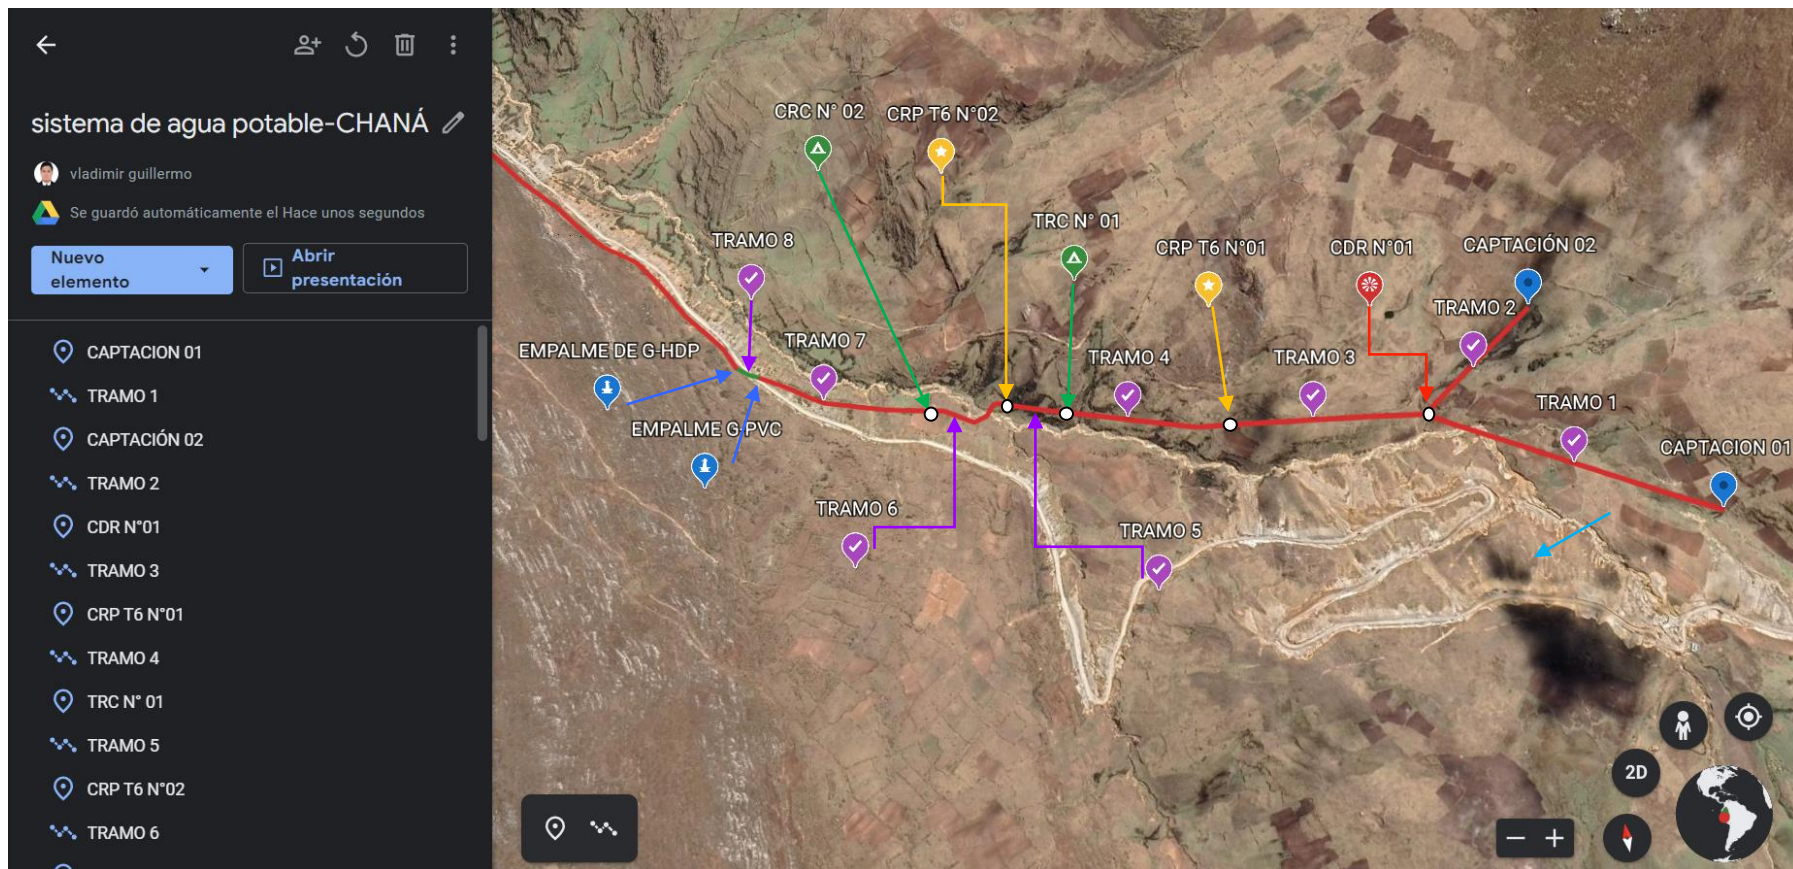 sistema de agua potable-CHANÁ
vladimir guillermo
Se guardó automáticamente el Hace unos segundos
Nuevo
elemento
Abrir
presentación
CAPTACION 01
TRAMO 1
CAPTACIÓN 02
TRAMO 2
CDR N°01
TRAMO 3
CRP T6 N°01
TRAMO 4
TRC N° 01
TRAMO 5
CRP T6 N°02
TRAMO 6
CRC N° 02
CRP T6 N°02
TRC N° 01
TRAMO 8
CRP T6 N°01
CDR N°01
CAPTACIÓN 02
TRAMO 2
TRAMO 7
EMPALME DE G-HDP
TRAMO 4
TRAMO 3
TRAMO 1
EMPALME G-PVC
CAPTACION 01
TRAMO 6
TRAMO 5
2D